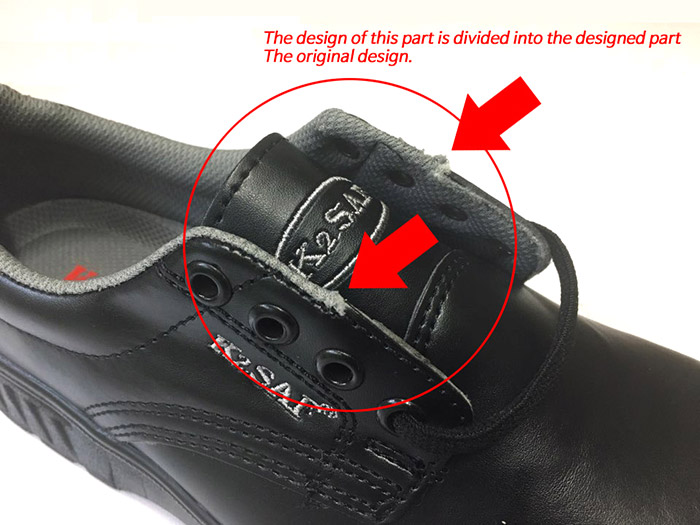 The design of this part is divided into the designed part
The original design.
K2SAF
K2SAF®